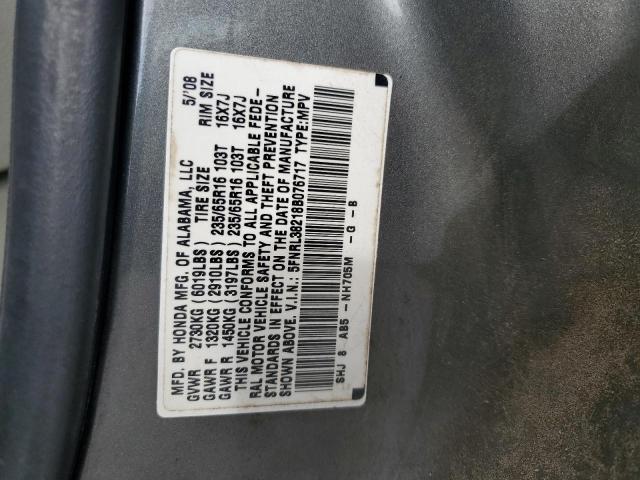 MFD. BY HONDA MFG. OF ALABAMA, LLC 5/'08
GVWR 2730KG (6019LBS) TIRE SIZE RIM SIZE
GAWR F 1320KG (2910LBS) 235/65R16 103T 16X7J
GAWR R 1450KG (3197LBS) 235/65R16 103T 16X7J
THIS VEHICLE CONFORMS TO ALL APPLICABLE FEDE-
RAL MOTOR VEHICLE SAFETY AND THEFT PREVENTION
STANDARDS IN EFFECT ON THE DATE OF MANUFACTURE
SHOWN ABOVE. V.I.N.: 5FNRL38218B076717 TYPE:MPV
SHJ 8 AB5 -NH705M -G -B